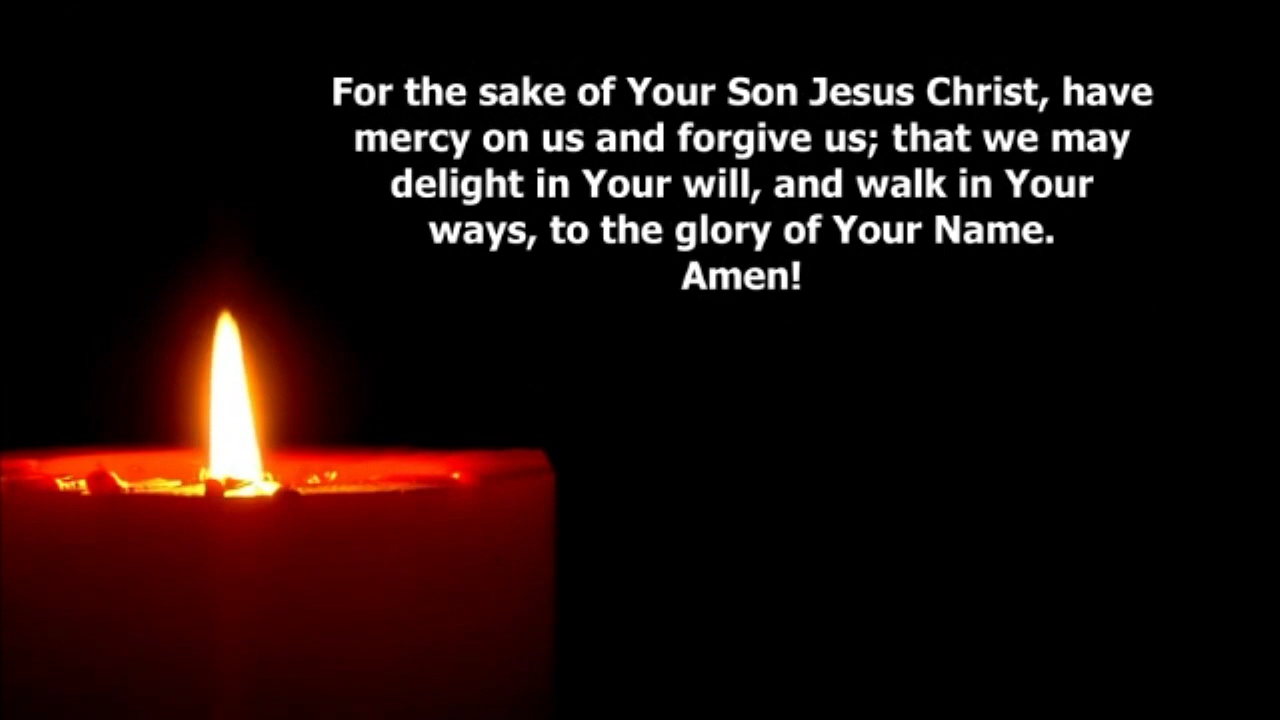 For the sake of Your Son Jesus Christ, have
mercy on us and forgive us; that we may
delight in Your will, and walk in Your
ways, to the glory of Your Name.
Amen!